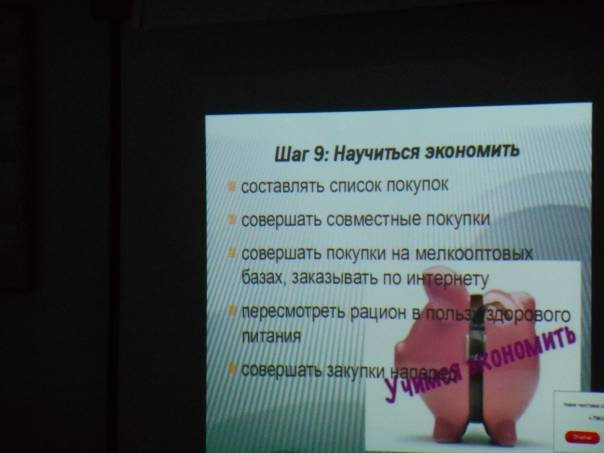 Шаг 9: Научиться экономить
составлять список покупок
совершать совместные покупки
совершать покупки на мелкооптовых
базах, заказывать по интернету
пересмотреть рацион в пользу здорового
питания
совершать закупки наперед
Учимся экономить